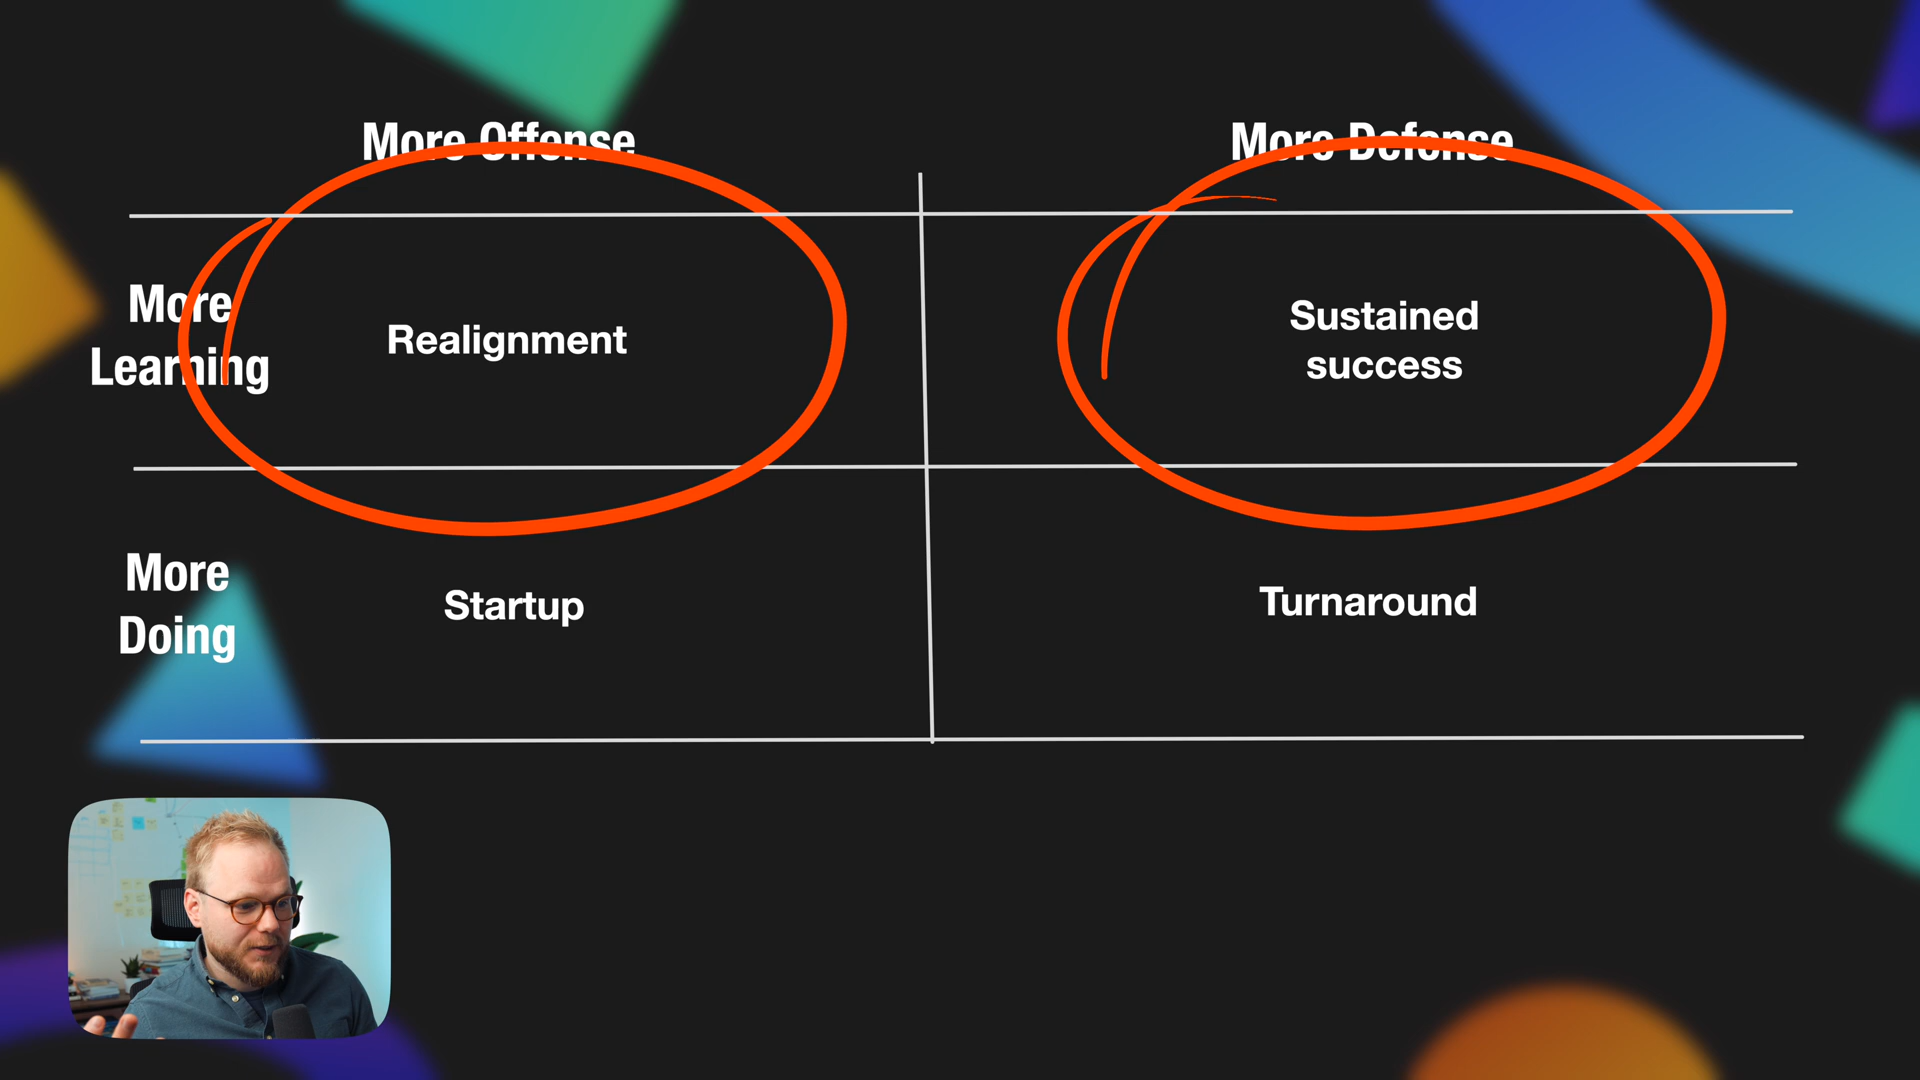 More Offense
More Defense
More
Learning
Realignment
Sustained
success
More
Doing
Startup
Turnaround